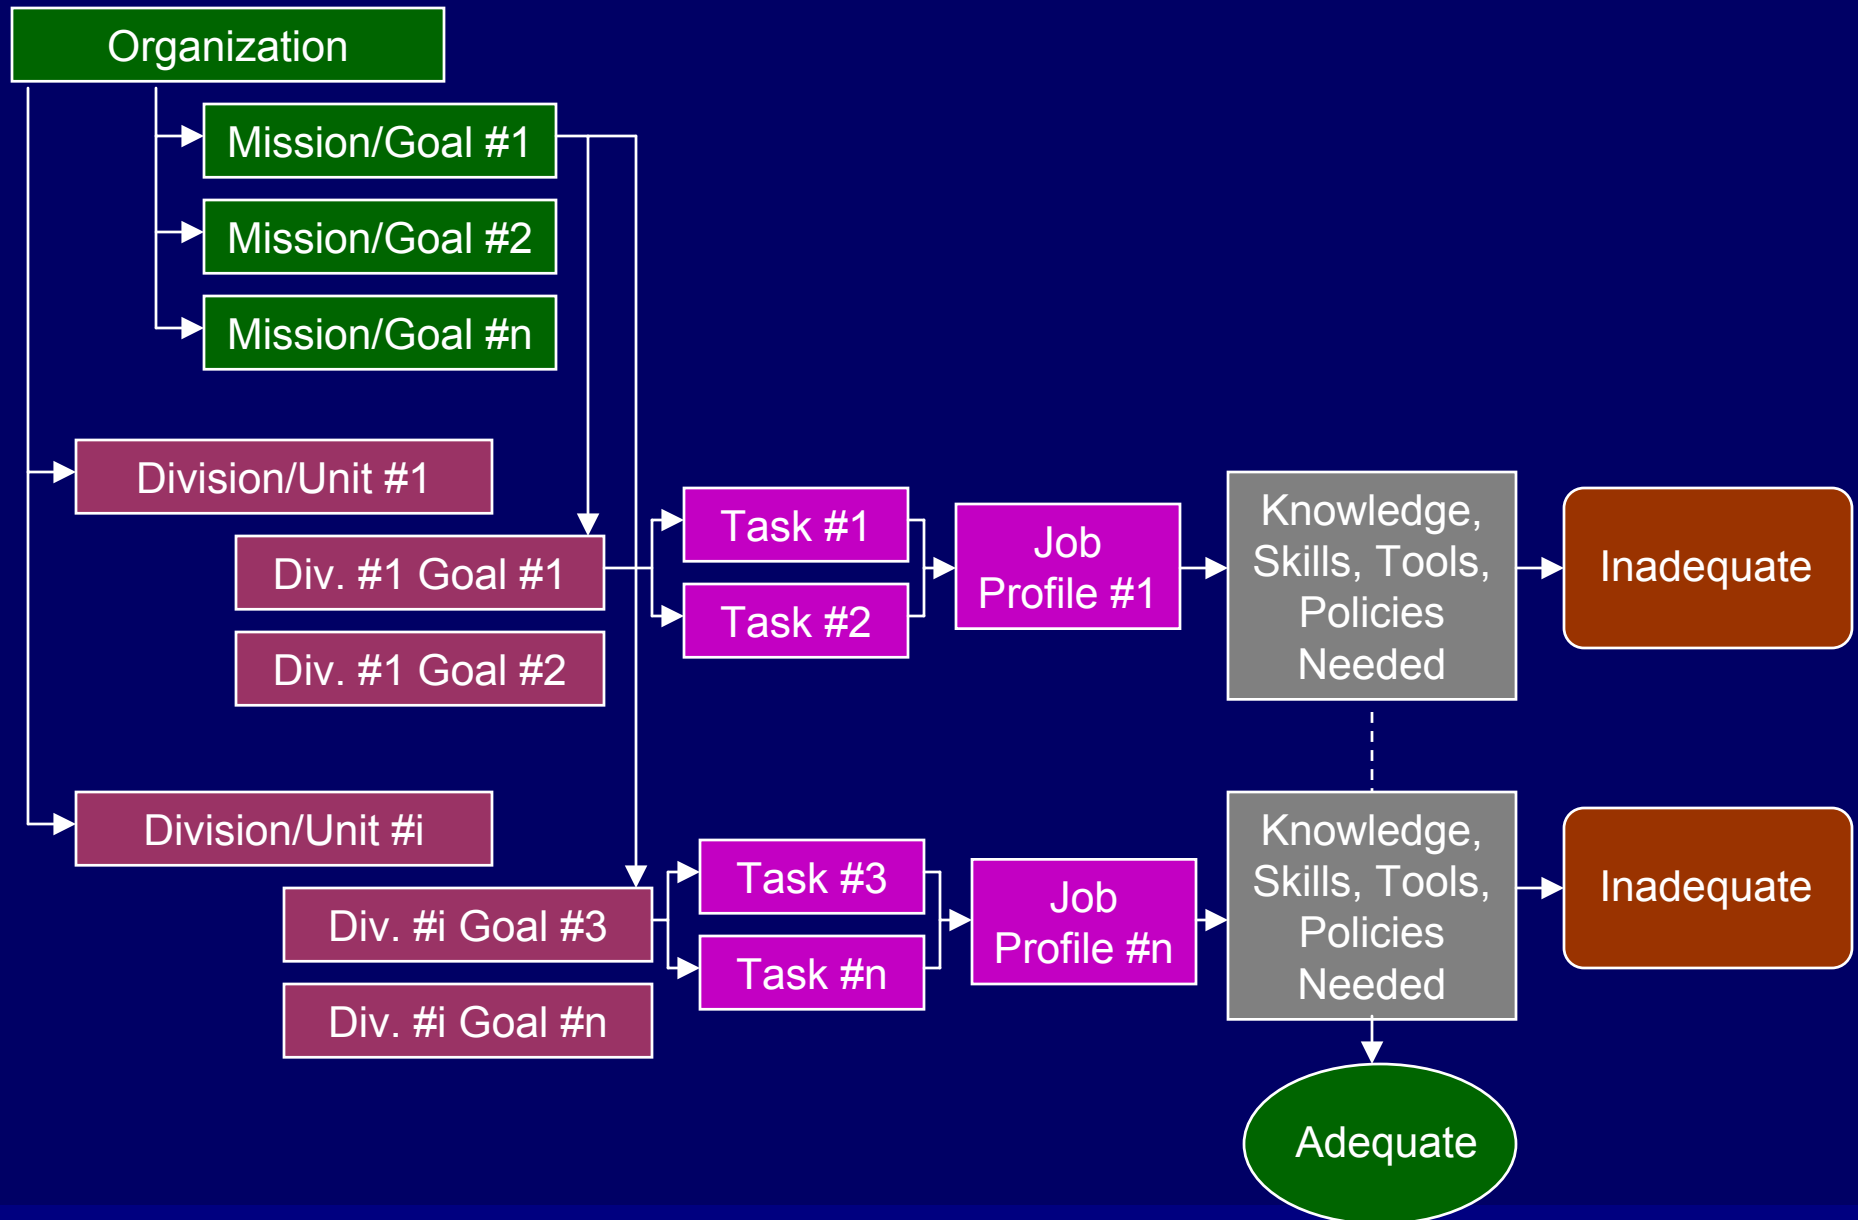 Organization
Mission/Goal #1
Mission/Goal #2
Mission/Goal #n
Division/Unit #1
Div. #1 Goal #1
Div. #1 Goal #2
Task #1
Task #2
Job
Profile #1
Knowledge,
Skills, Tools,
Policies
Needed
Inadequate
Division/Unit #i
Div. #i Goal #3
Div. #i Goal #n
Task #3
Task #n
Job
Profile #n
Knowledge,
Skills, Tools,
Policies
Needed
Inadequate
Adequate